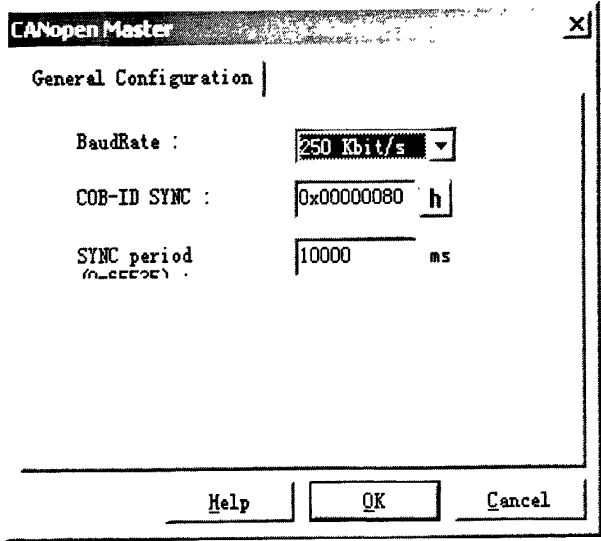 CANopen Master
General Configuration
BaudRate : 250 Kbit/s
COB-ID SYNC : 0x00000080 h
SYNC period 10000 ms
Help OK Cancel